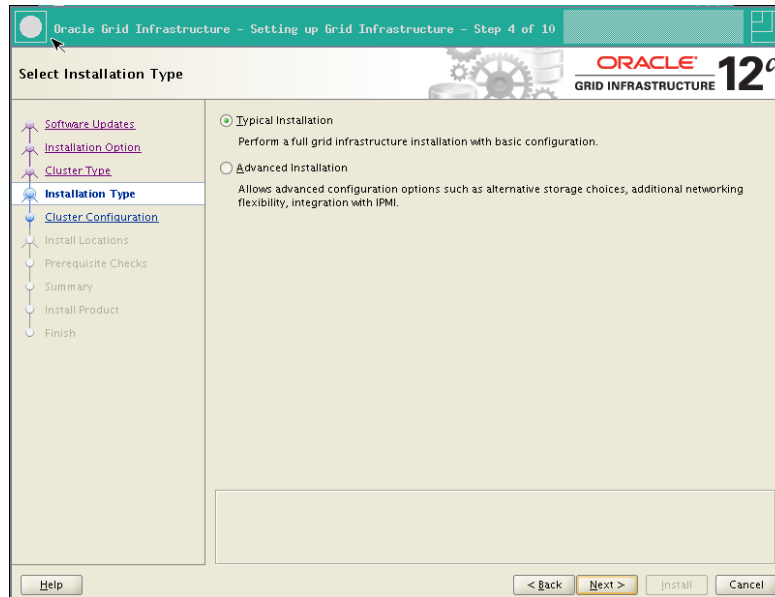 Oracle Grid Infrastructure - Setting up Grid Infrastructure - Step 4 of 10
Select Installation Type
ORACLE
GRID INFRASTRUCTURE
12c
Software Updates
Installation Option
Cluster Type
Installation Type
Cluster Configuration
Install Locations
Prerequisite Checks
Summary
Install Product
Finish
Typical Installation
Perform a full grid infrastructure installation with basic configuration.
Advanced Installation
Allows advanced configuration options such as alternative storage choices, additional networking
flexibility, integration with IPMI.
Help
< Back
Next >
Install
Cancel